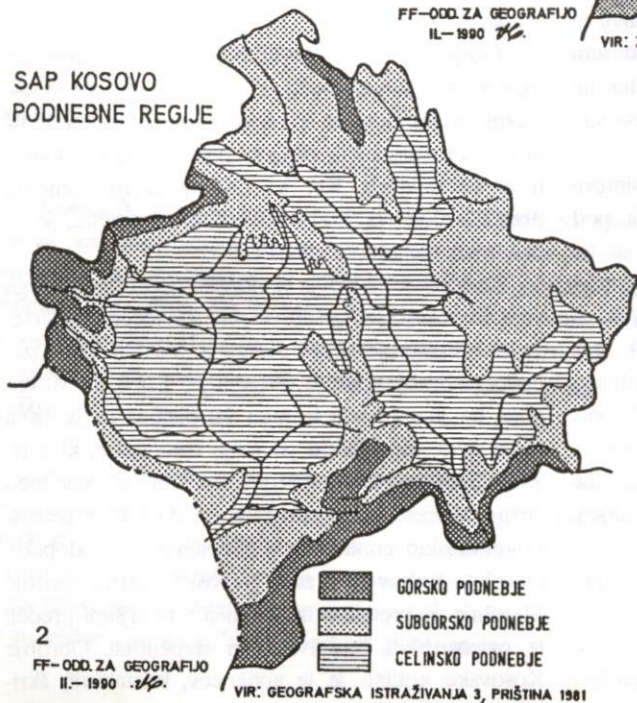 FF-ODD. ZA GEOGRAFIJO
II.-1990
VIR:
SAP KOSOVO
PODNEBNE REGIJE
GORSKO PODNEBJE
SUBGORSKO PODNEBJE
CELINSKO PODNEBJE
2
FF-ODD. ZA GEOGRAFIJO
II.-1990
VIR: GEOGRAFSKA ISTRAŽIVANJA 3, PRIŠTINA 1981